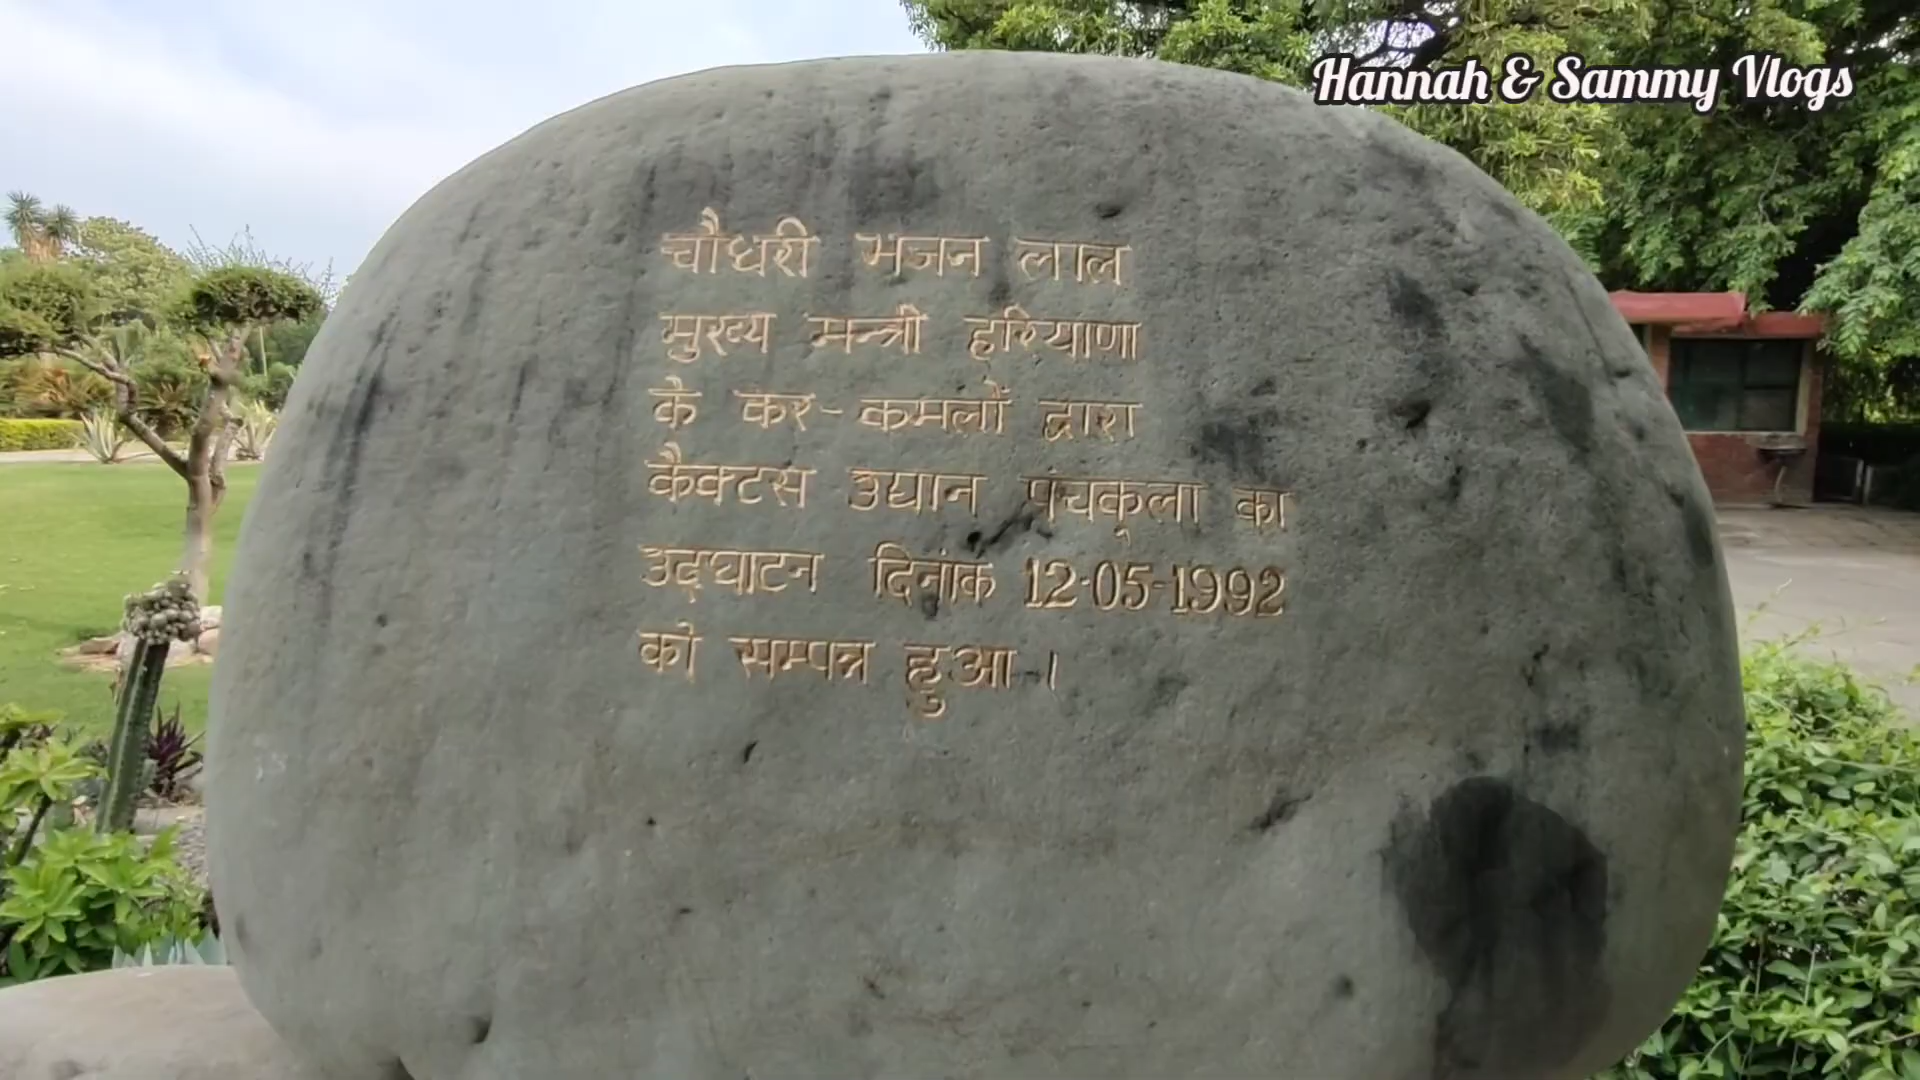 Hannah & Sammy Vlogs
चौधरी भजन लाल
मुख्य मन्त्री हरियाणा
के कर-कमलों द्वारा
कैक्टस उद्यान पंचकूला का
उद्घाटन दिनांक 12-05-1992
को सम्पन्न हुआ।